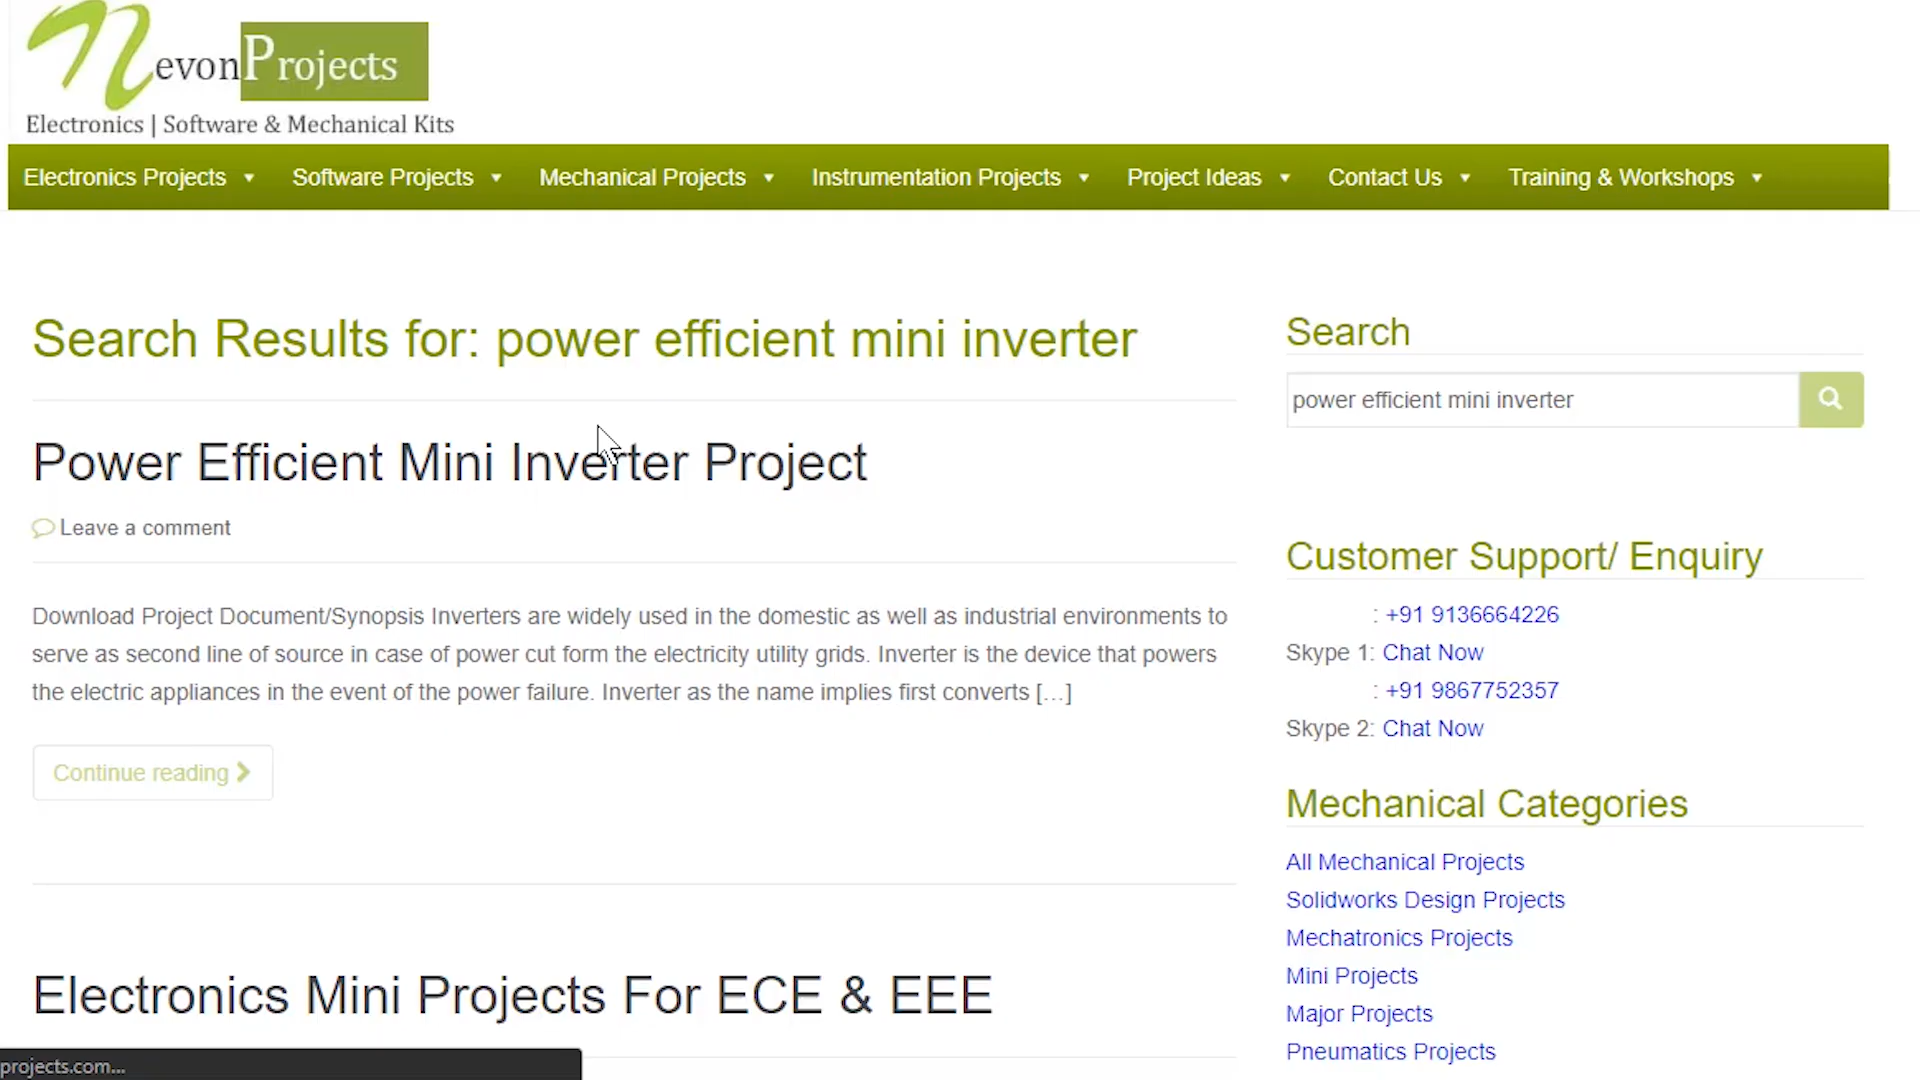 nevonProjects
Electronics | Software & Mechanical Kits
Electronics Projects Software Projects Mechanical Projects Instrumentation Projects Project Ideas Contact Us Training & Workshops
Search Results for: power efficient mini inverter
Power Efficient Mini Inverter Project
Leave a comment
Download Project Document/Synopsis Inverters are widely used in the domestic as well as industrial environments to
serve as second line of source in case of power cut form the electricity utility grids. Inverter is the device that powers
the electric appliances in the event of the power failure. Inverter as the name implies first converts […]
Continue reading
Electronics Mini Projects For ECE & EEE
Search
power efficient mini inverter
Customer Support/ Enquiry
: +91 9136664226
Skype 1: Chat Now
: +91 9867752357
Skype 2: Chat Now
Mechanical Categories
All Mechanical Projects
Solidworks Design Projects
Mechatronics Projects
Mini Projects
Major Projects
Pneumatics Projects
projects.com...